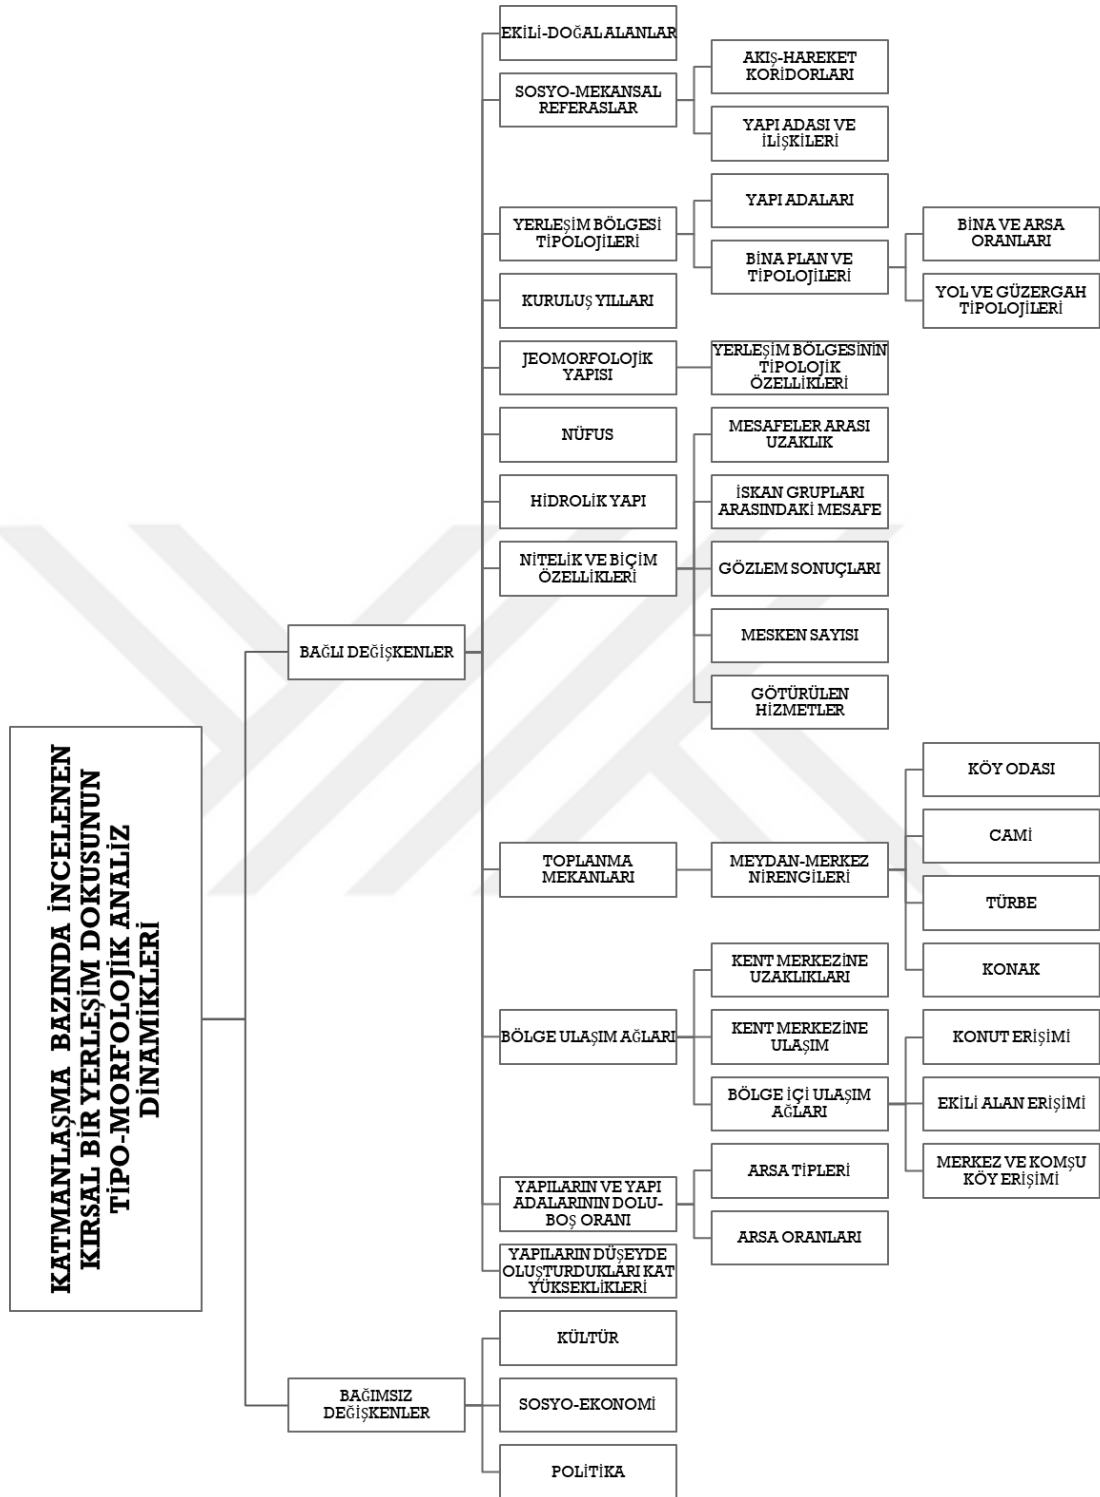 KATMANLAŞMA BAZINDA İNCELENEN
KIRSAL BİR YERLEŞİM DOKUSUNUN
TİPO-MORFOLOJİK ANALİZ
DİNAMİKLERİ
BAĞLI DEĞİŞKENLER
EKİLİ-DOĞAL ALANLAR
SOSYO-MEKANSAL
REFERASLAR
AKIŞ-HAREKET
KORİDORLARI
YAPI ADASI VE
İLİŞKİLERİ
YERLEŞİM BÖLGESİ
TİPOLOJİLERİ
YAPI ADALARI
BİNA PLAN VE
TİPOLOJİLERİ
BİNA VE ARSA
ORANLARI
YOL VE GÜZERGAH
TİPOLOJİLERİ
KURULUŞ YILLARI
JEOMORFOLOJİK
YAPISI
YERLEŞİM BÖLGESİNİN
TİPOLOJİK
ÖZELLİKLERİ
NÜFUS
HİDROLİK YAPI
NİTELİK VE BİÇİM
ÖZELLİKLERİ
MESAFELER ARASI
UZAKLIK
İSKAN GRUPLARI
ARASINDAKİ MESAFE
GÖZLEM SONUÇLARI
MESKEN SAYISI
GÖTÜRÜLEN
HİZMETLER
TOPLANMA
MEKANLARI
MEYDAN-MERKEZ
NİRENGİLERİ
KÖY ODASI
CAMİ
TÜRBE
KONAK
BÖLGE ULAŞIM AĞLARI
KENT MERKEZİNE
UZAKLIKLARI
KENT MERKEZİNE
ULAŞIM
BÖLGE İÇİ ULAŞIM
AĞLARI
KONUT ERİŞİMİ
EKİLİ ALAN ERİŞİMİ
MERKEZ VE KOMŞU
KÖY ERİŞİMİ
YAPILARIN VE YAPI
ADALARININ DOLU-
BOŞ ORANI
ARSA TİPLERİ
ARSA ORANLARI
YAPILARIN DÜŞEYDE
OLUŞTURDUKLARI KAT
YÜKSEKLİKLERİ
BAĞIMSIZ
DEĞİŞKENLER
KÜLTÜR
SOSYO-EKONOMİ
POLİTİKA